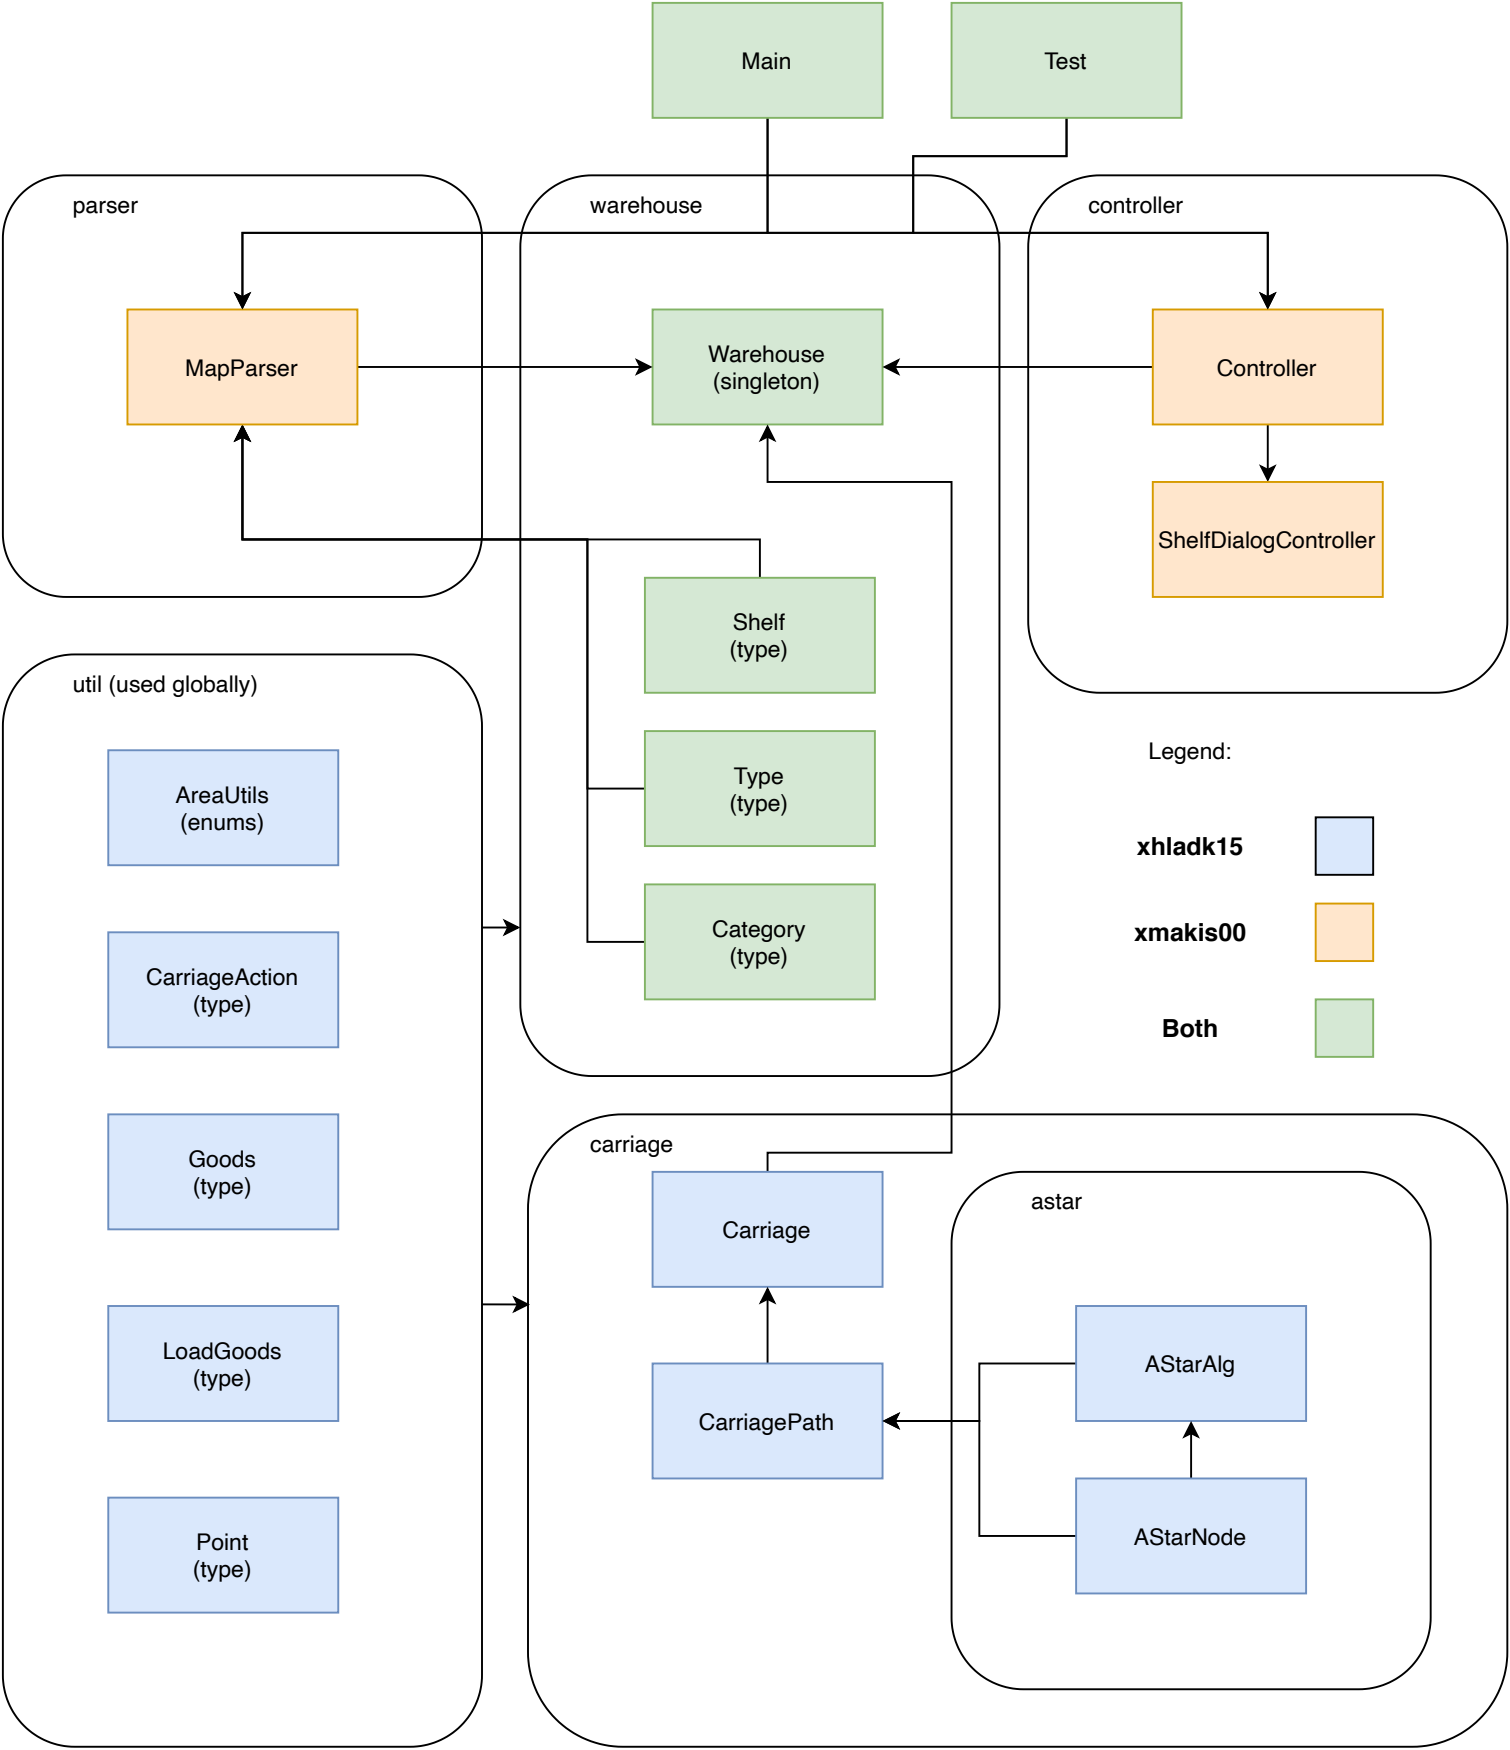 Main
Test
parser
warehouse
controller
MapParser
Warehouse
(singleton)
Controller
ShelfDialogController
Shelf
(type)
Type
(type)
Category
(type)
util (used globally)
AreaUtils
(enums)
CarriageAction
(type)
Goods
(type)
LoadGoods
(type)
Point
(type)
Legend:
xhladk15
xmakis00
Both
carriage
Carriage
CarriagePath
astar
AStarAlg
AStarNode